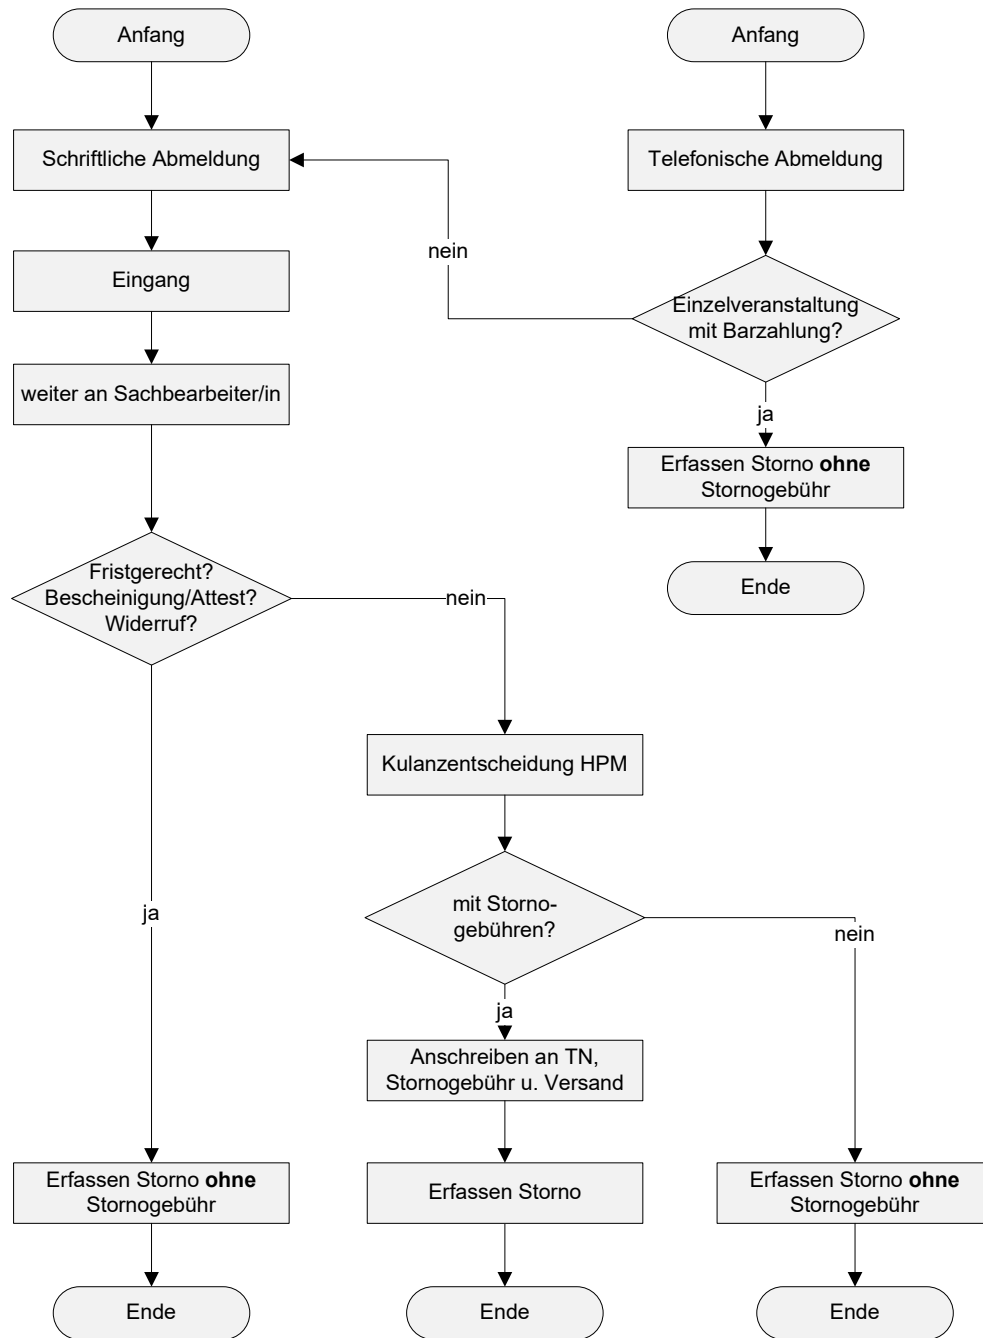 Anfang
Anfang
Schriftliche Abmeldung
Telefonische Abmeldung
nein
Eingang
Einzelveranstaltung
mit Barzahlung?
weiter an Sachbearbeiter/in
ja
Erfassen Storno ohne
Stornogebühr
Fristgerecht?
Bescheinigung/Attest?
Widerruf?
nein
Ende
Kulanzentscheidung HPM
ja
mit Storno-
gebühren?
nein
ja
Anschreiben an TN,
Stornogebühr u. Versand
Erfassen Storno ohne
Stornogebühr
Erfassen Storno
Erfassen Storno ohne
Stornogebühr
Ende
Ende
Ende